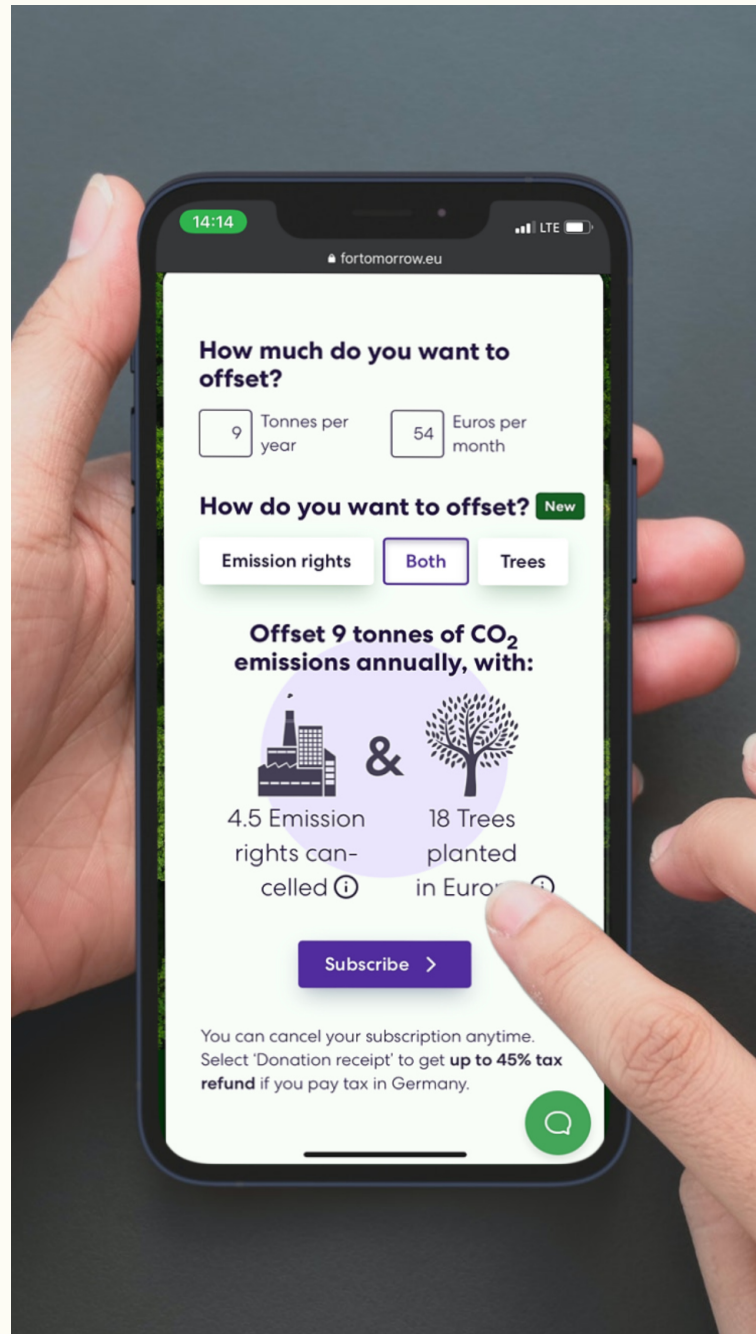 14:14
LTE
fortomorrow.eu
How much do you want to
offset?
9 Tonnes per
year
54 Euros per
month
How do you want to offset? New
Emission rights
Both
Trees
Offset 9 tonnes of CO₂
emissions annually, with:
&
4.5 Emission
rights can-
celled
18 Trees
planted
in
Subscribe
You can cancel your subscription anytime.
Select 'Donation receipt' to get up to 45% tax
refund if you pay tax in Germany.